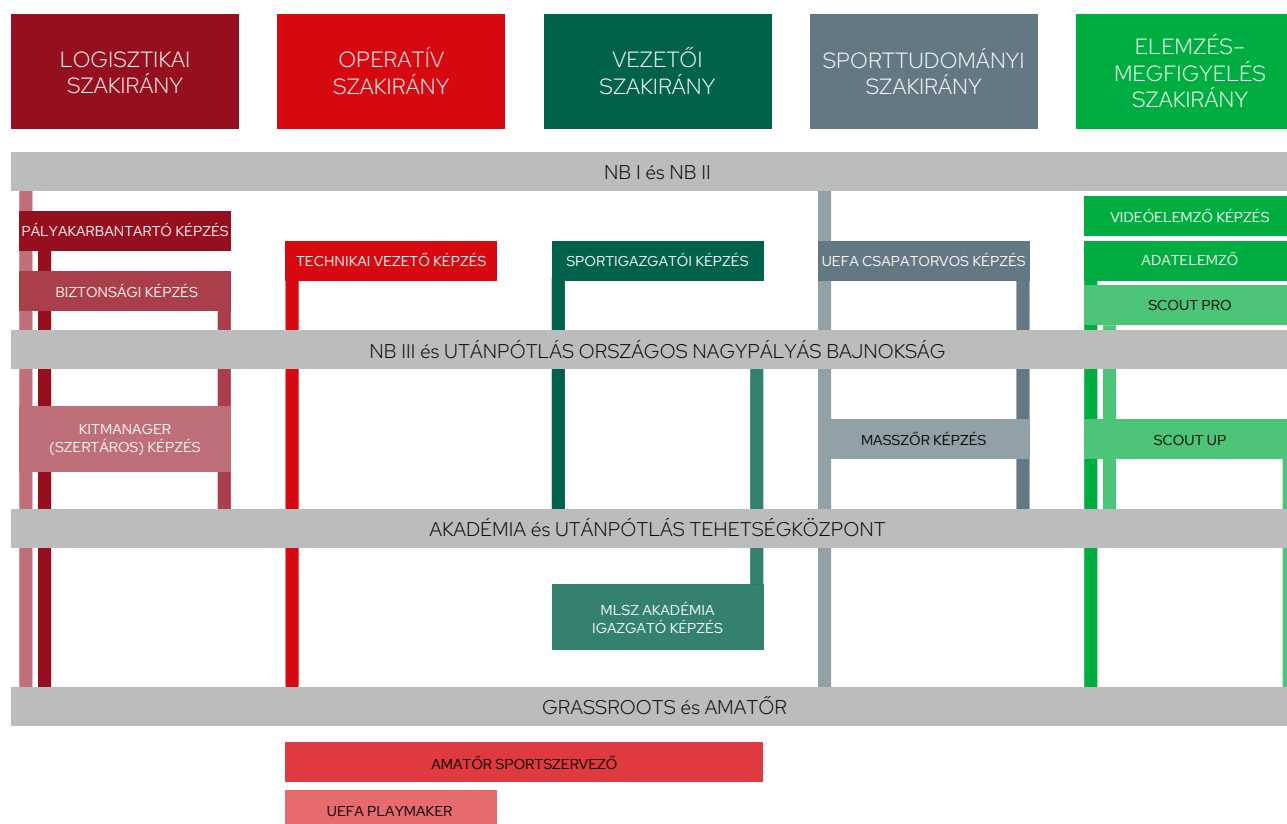 LOGISZTIKAI
SZAKIRÁNY
OPERATÍV
SZAKIRÁNY
VEZETŐI
SZAKIRÁNY
SPORTTUDOMÁNYI
SZAKIRÁNY
ELEMZÉS–
MEGFIGYELÉS
SZAKIRÁNY
NB I és NB II
PÁLYAKARBANTARTÓ KÉPZÉS
BIZTONSÁGI KÉPZÉS
TECHNIKAI VEZETŐ KÉPZÉS
SPORTIGAZGATÓI KÉPZÉS
UEFA CSAPATORVOS KÉPZÉS
VIDEÓELEMZŐ KÉPZÉS
ADATELEMZŐ
SCOUT PRO
NB III és UTÁNPÓTLÁS ORSZÁGOS NAGYPÁLYÁS BAJNOKSÁG
KITMANAGER
(SZERTÁROS) KÉPZÉS
MASSZŐR KÉPZÉS
SCOUT UP
AKADÉMIA és UTÁNPÓTLÁS TEHETSÉGKÖZPONT
MLSZ AKADÉMIA
IGAZGATÓ KÉPZÉS
GRASSROOTS és AMATŐR
AMATŐR SPORTSZERVEZŐ
UEFA PLAYMAKER